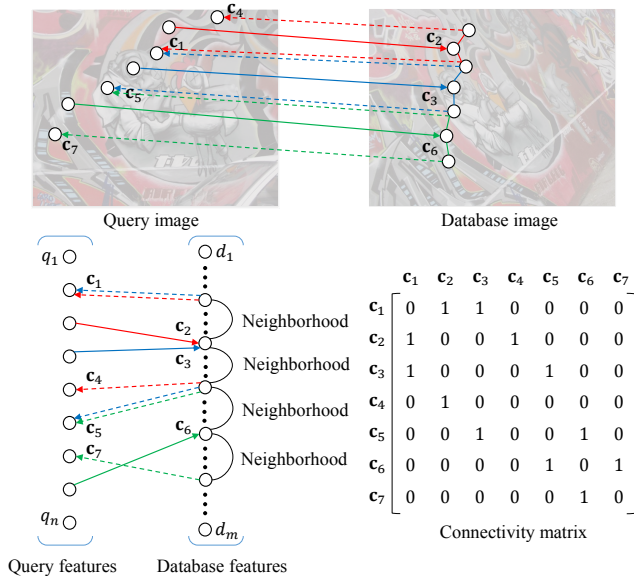 c4
c2
c1
c3
c5
c7
c6
Query image
Database image
q1
d1
c1
c2
c3
c4
c5
c6
c7
qn
dm
Neighborhood
Neighborhood
Neighborhood
Neighborhood
Query features
Database features
c1 c2 c3 c4 c5 c6 c7
c1 0 1 1 0 0 0 0
c2 1 0 0 1 0 0 0
c3 1 0 0 0 1 0 0
c4 0 1 0 0 0 0 0
c5 0 0 1 0 0 1 0
c6 0 0 0 0 1 0 1
c7 0 0 0 0 0 1 0
Connectivity matrix